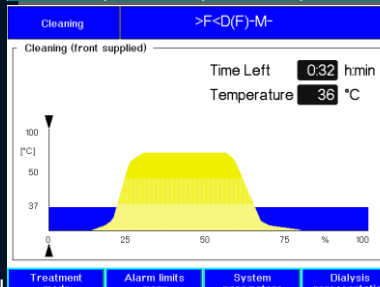 Cleaning >F<D(F)-M-
Cleaning (front supplied)
Time Left 0:32 h:min
Temperature 36 °C
100
[°C]
50
37
0 25 50 75 % 100
Treatment Alarm limits System Dialysis